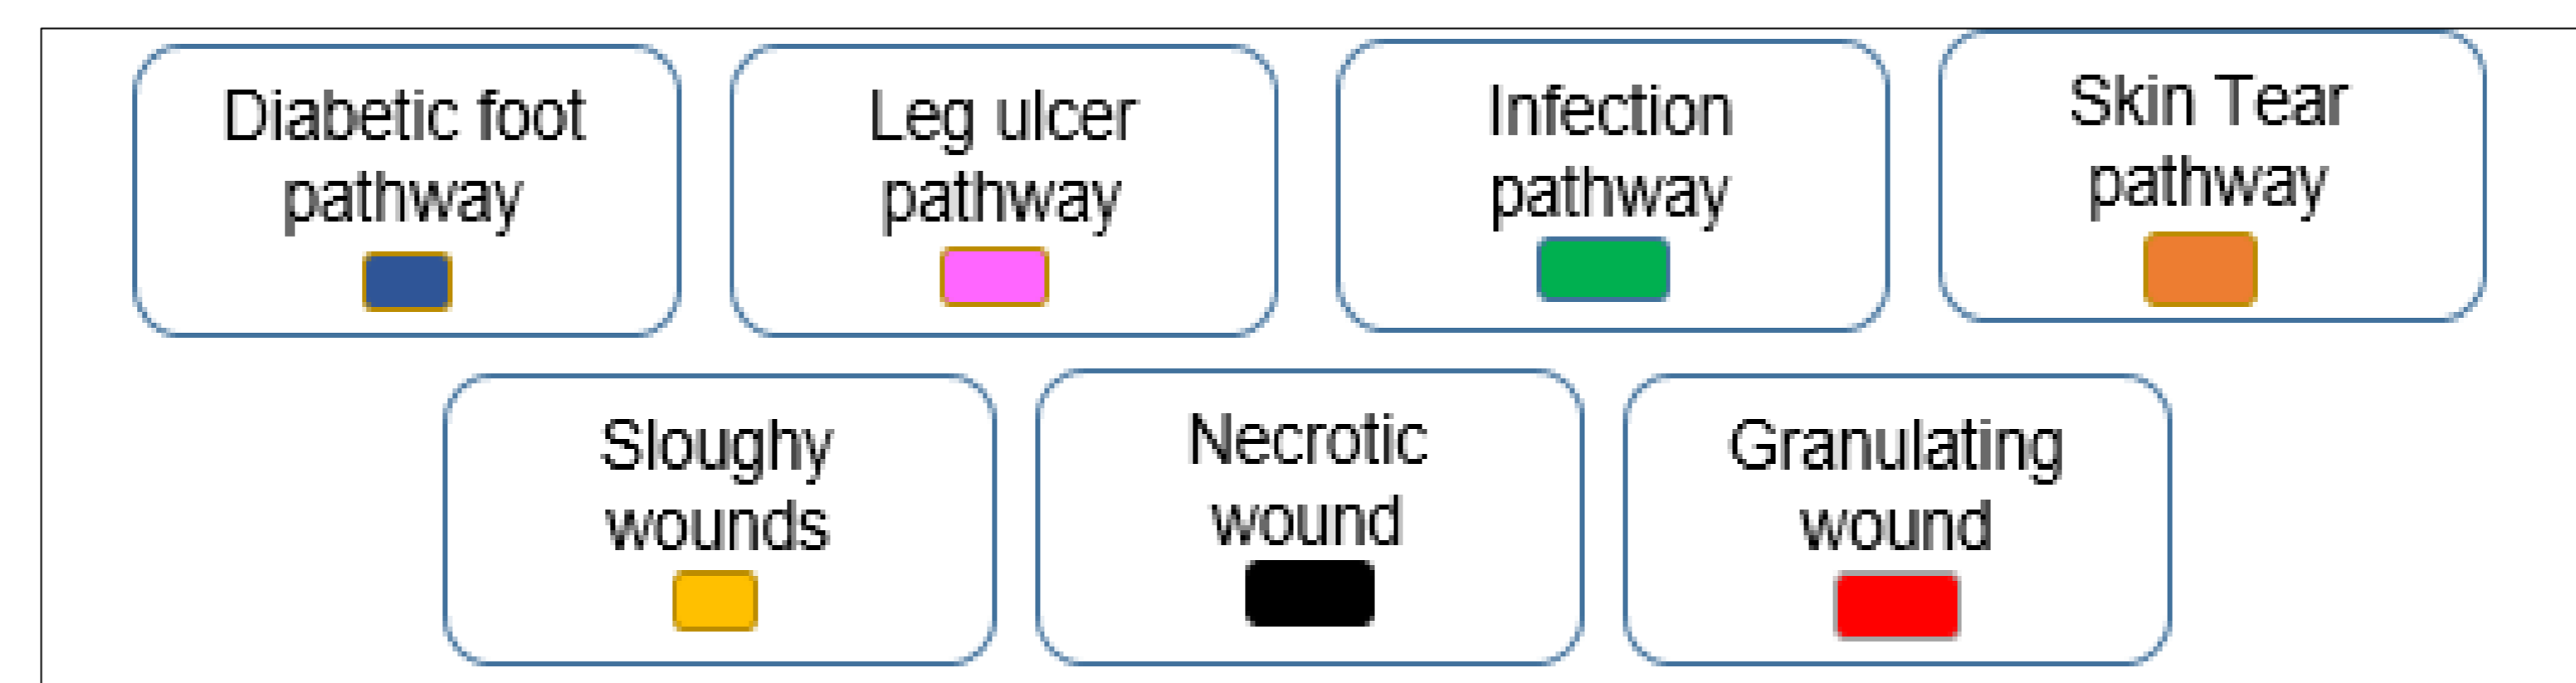 Diabetic foot
pathway
Leg ulcer
pathway
Infection
pathway
Skin Tear
pathway
Sloughy
wounds
Necrotic
wound
Granulating
wound